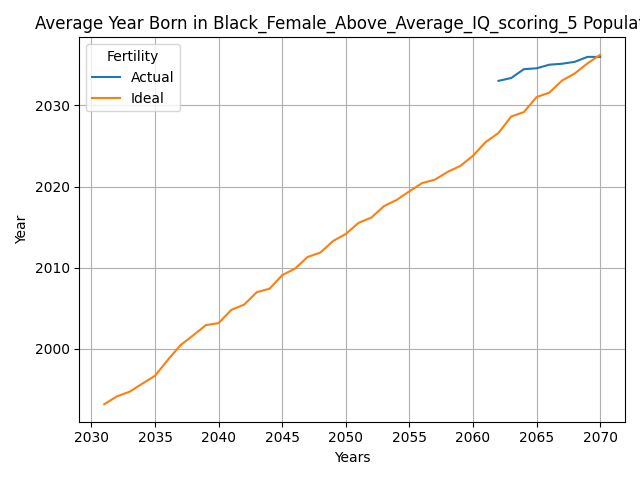 Average Year Born in Black_Female_Above_Average_IQ_scoring_5 Populat
Fertility
Actual
Ideal
2030
2020
2010
2000
Year
2030 2035 2040 2045 2050 2055 2060 2065 2070
Years